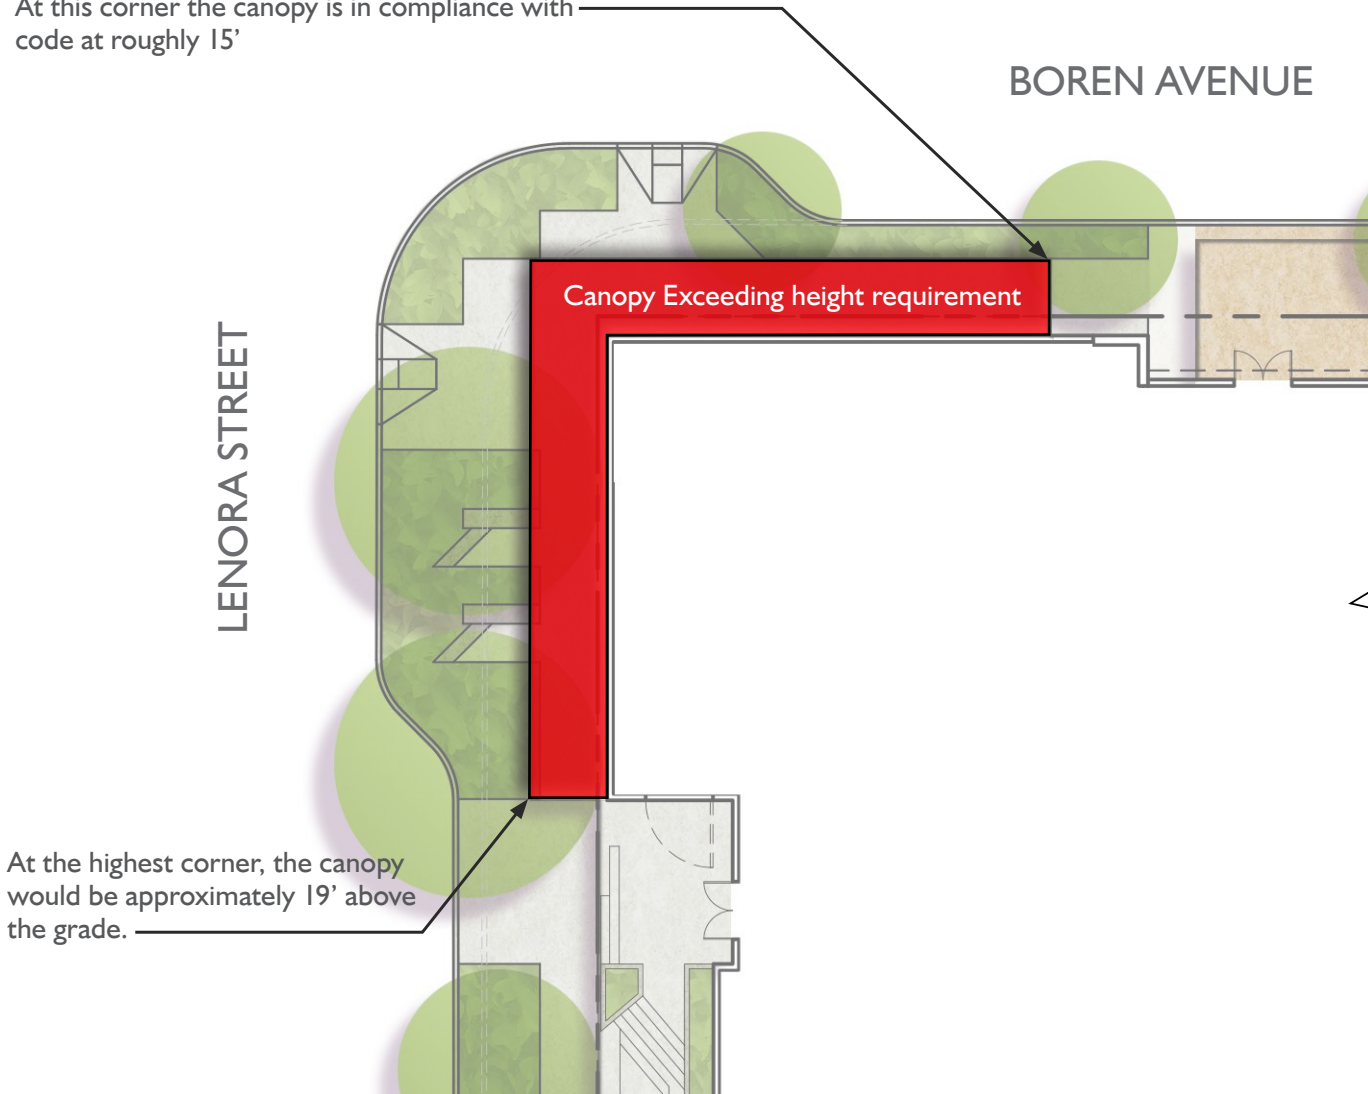 At this corner the canopy is in compliance with
code at roughly 15’
BOREN AVENUE
Canopy Exceeding height requirement
LENORA STREET
At the highest corner, the canopy
would be approximately 19’ above
the grade.